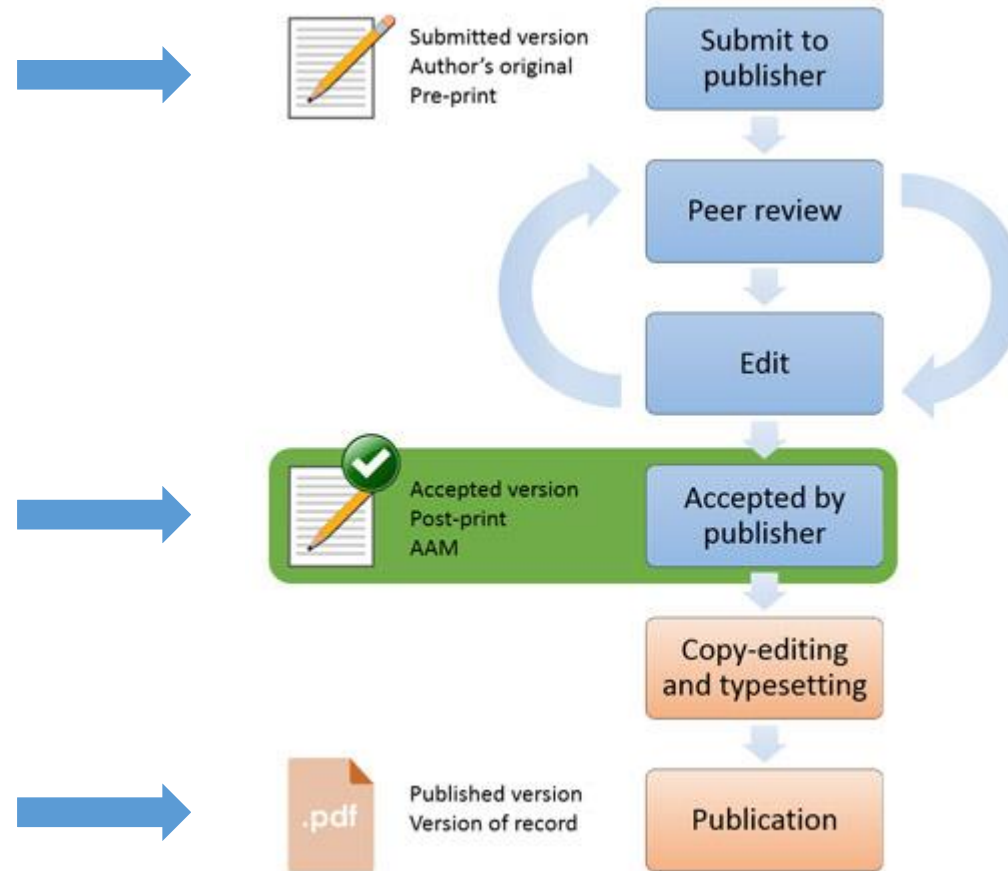 Submitted version
Author's original
Pre-print
Submit to
publisher
Peer review
Edit
Accepted version
Post-print
AAM
Accepted by
publisher
Copy-editing
and typesetting
.pdf
Published version
Version of record
Publication